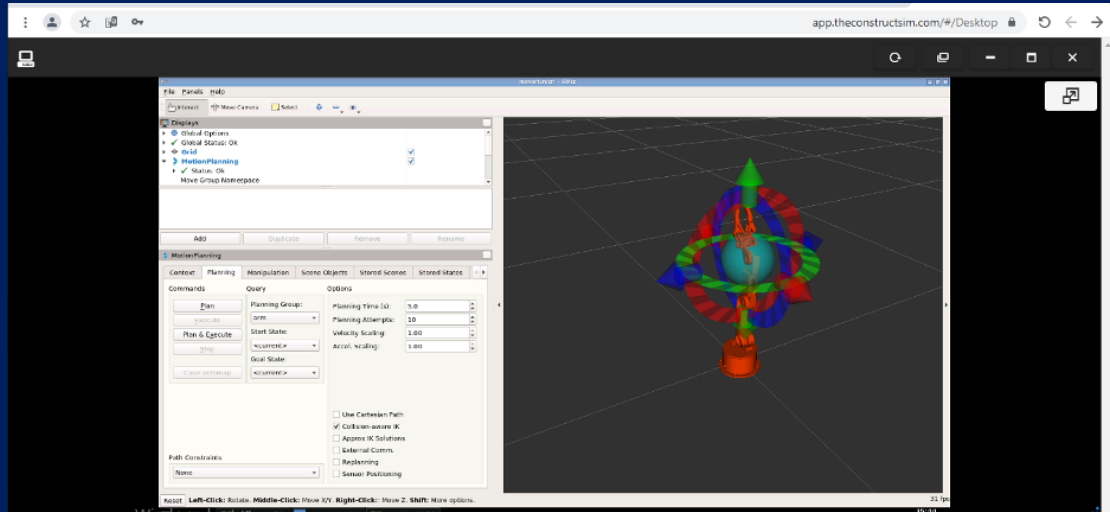 app.theconstructsim.com/#/Desktop
moveit.rviz* - RViz
File Panels Help
Interact Move Camera Select
Displays
Global Options
Global Status: Ok
Grid
MotionPlanning
Status: Ok
Move Group Namespace
Add Duplicate Remove Rename
MotionPlanning
Context Planning Manipulation Scene Objects Stored Scenes Stored States
Commands Query Options
Plan Planning Group: Planning Time (s): 5.0
Execute arm Planning Attempts: 10
Plan & Execute Start State: Velocity Scaling: 1.00
Stop <current> Accel. Scaling: 1.00
Goal State:
Clear octomap <current>
Use Cartesian Path
Collision-aware IK
Approx IK Solutions
External Comm.
Path Constraints Replanning
None Sensor Positioning
Reset Left-Click: Rotate. Middle-Click: Move X/Y. Right-Click:: Move Z. Shift: More options. 31 fps